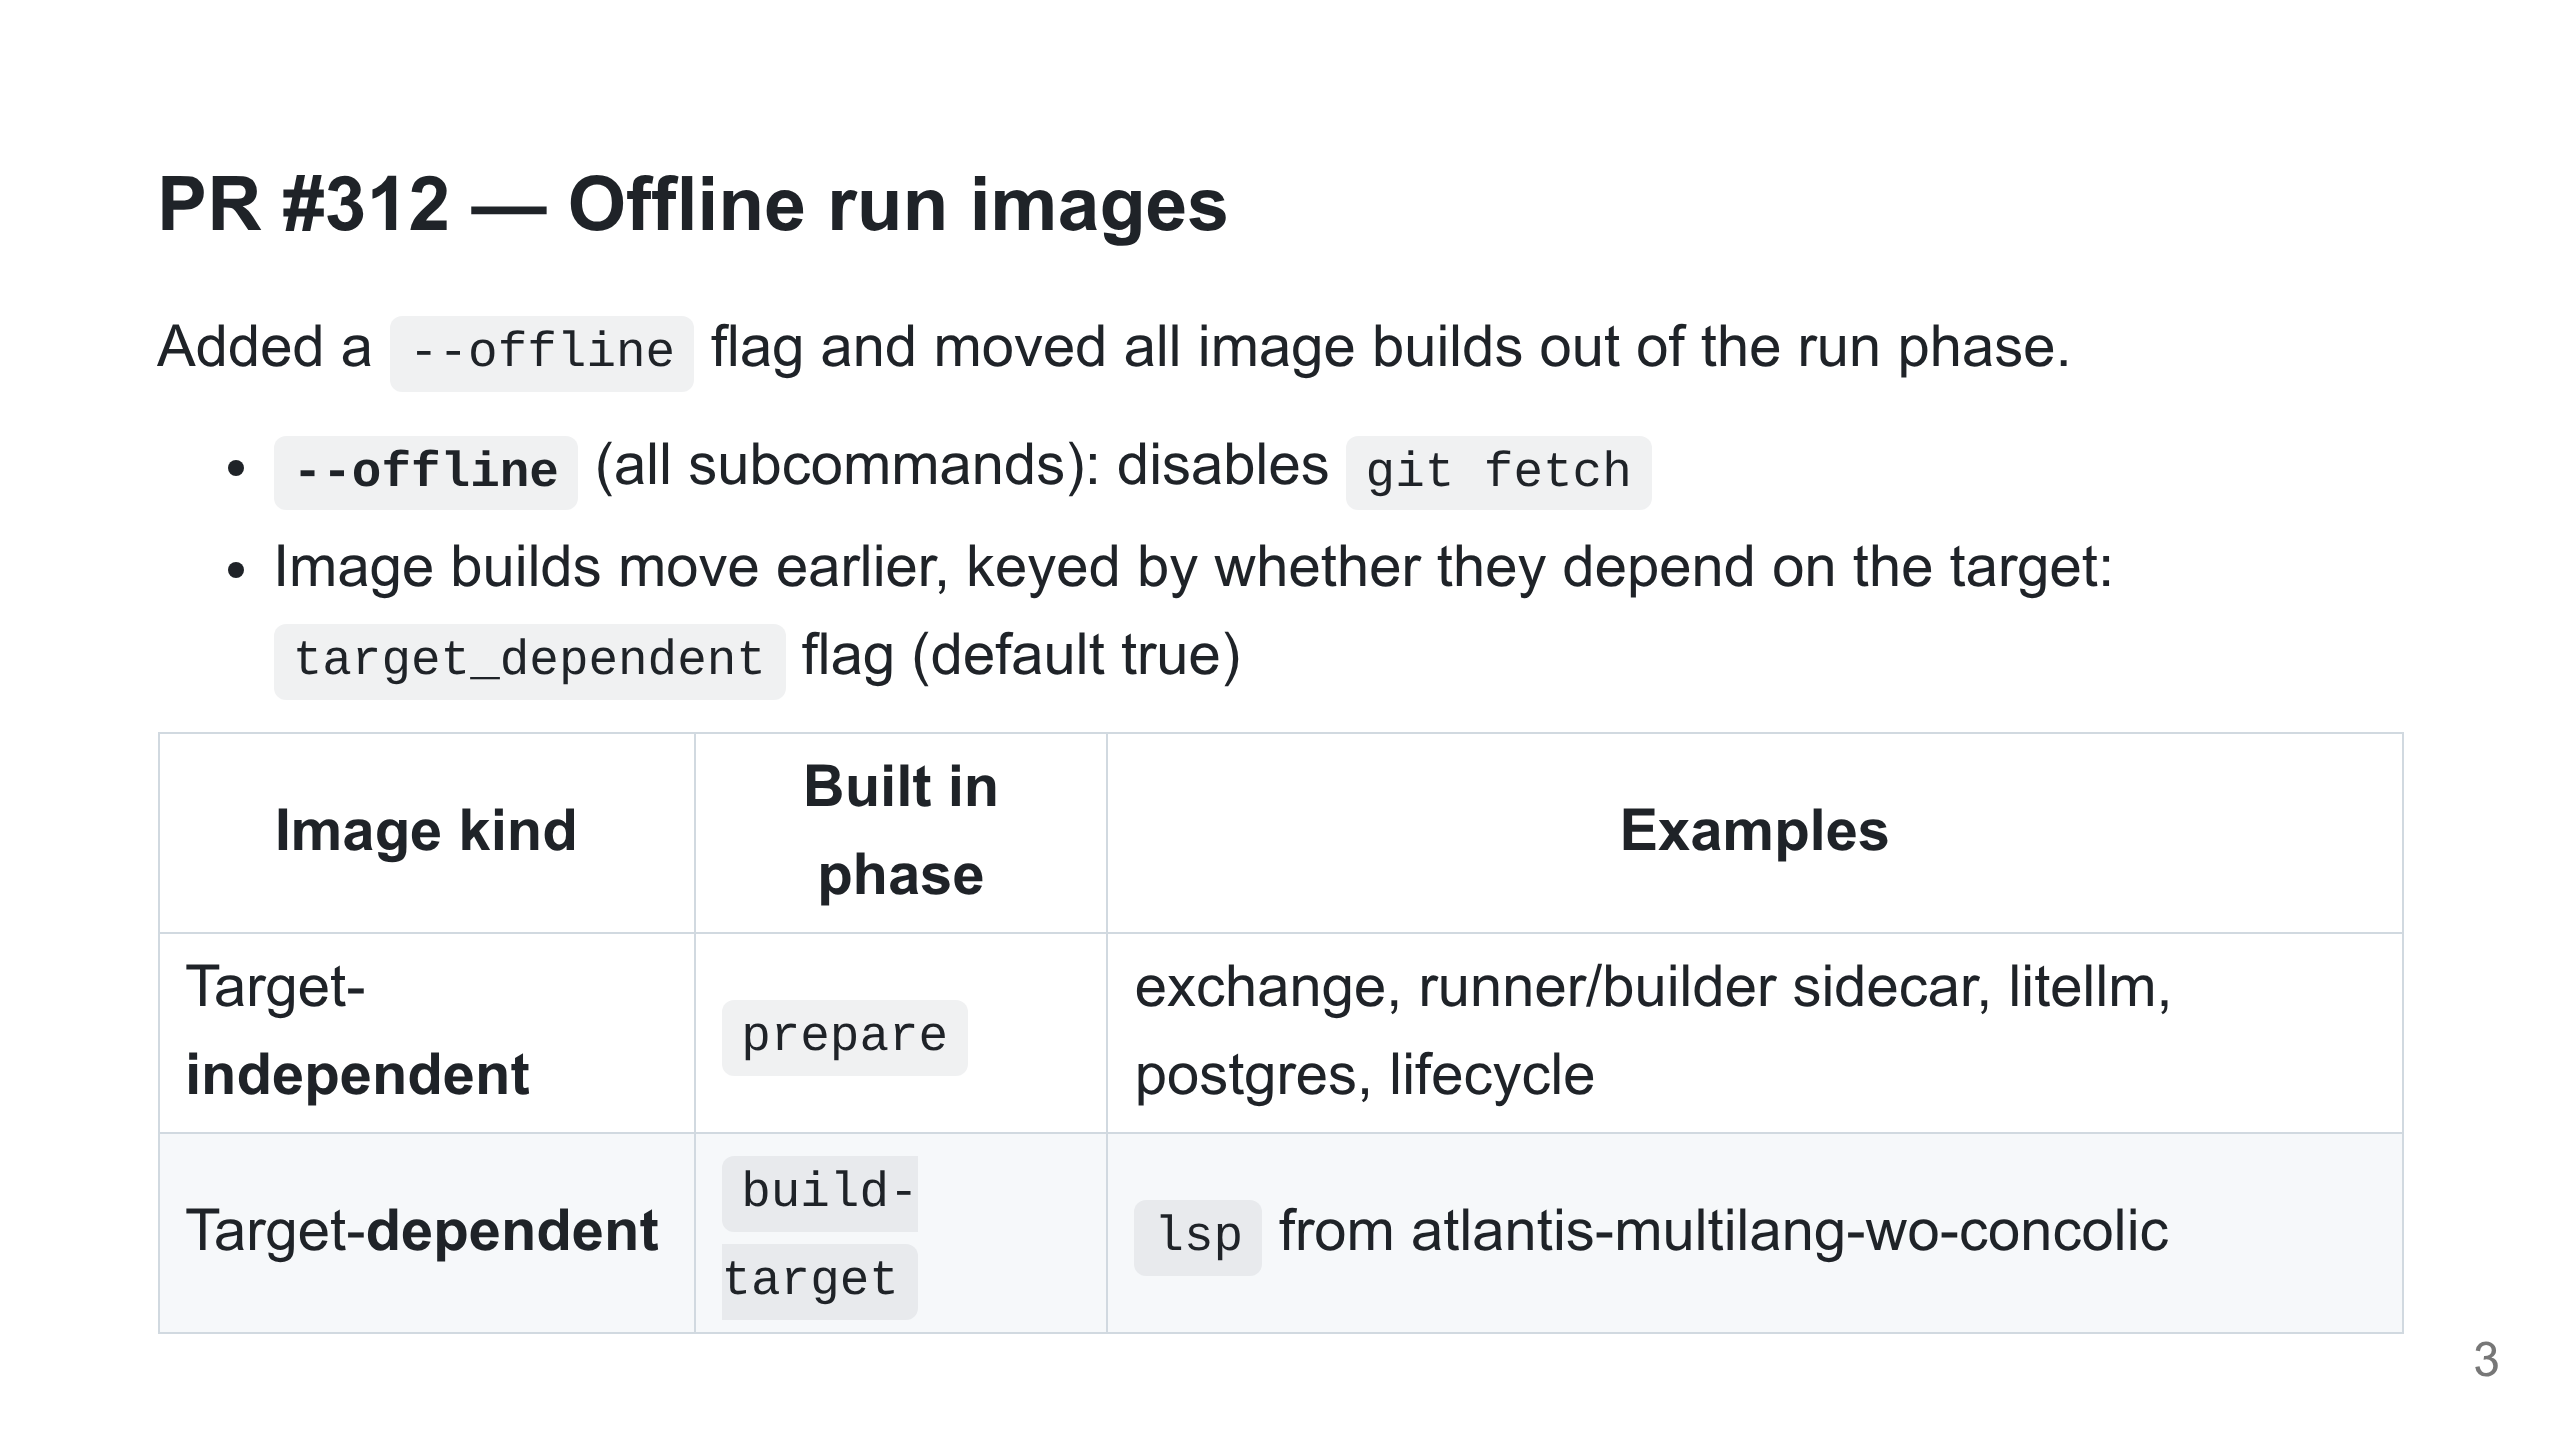 PR #312 — Offline run images
Added a --offline flag and moved all image builds out of the run phase.
• --offline (all subcommands): disables git fetch
• Image builds move earlier, keyed by whether they depend on the target:
target_dependent flag (default true)
Image kind
Built in
phase
Examples
Target-
independent
prepare
exchange, runner/builder sidecar, litellm,
postgres, lifecycle
Target-dependent
build-
target
lsp from atlantis-multilang-wo-concolic
3